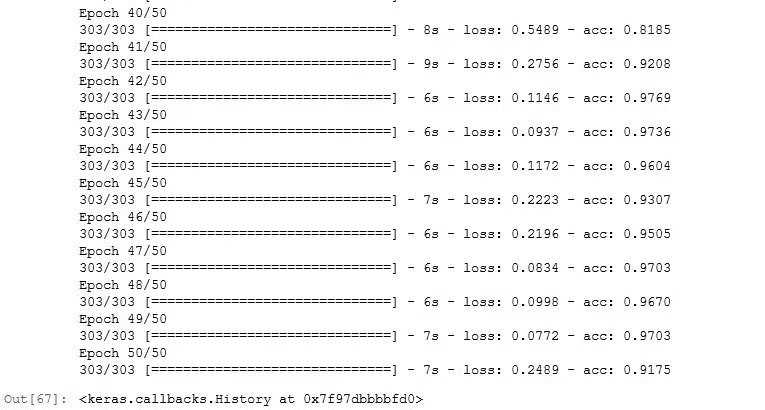 Epoch 40/50
303/303 [==============================] - 8s - loss: 0.5489 - acc: 0.8185
Epoch 41/50
303/303 [==============================] - 9s - loss: 0.2756 - acc: 0.9208
Epoch 42/50
303/303 [==============================] - 6s - loss: 0.1146 - acc: 0.9769
Epoch 43/50
303/303 [==============================] - 6s - loss: 0.0937 - acc: 0.9736
Epoch 44/50
303/303 [==============================] - 6s - loss: 0.1172 - acc: 0.9604
Epoch 45/50
303/303 [==============================] - 7s - loss: 0.2223 - acc: 0.9307
Epoch 46/50
303/303 [==============================] - 6s - loss: 0.2196 - acc: 0.9505
Epoch 47/50
303/303 [==============================] - 6s - loss: 0.0834 - acc: 0.9703
Epoch 48/50
303/303 [==============================] - 6s - loss: 0.0998 - acc: 0.9670
Epoch 49/50
303/303 [==============================] - 7s - loss: 0.0772 - acc: 0.9703
Epoch 50/50
303/303 [==============================] - 7s - loss: 0.2489 - acc: 0.9175
Out[67]: <keras.callbacks.History at 0x7f97dbbbbfd0>